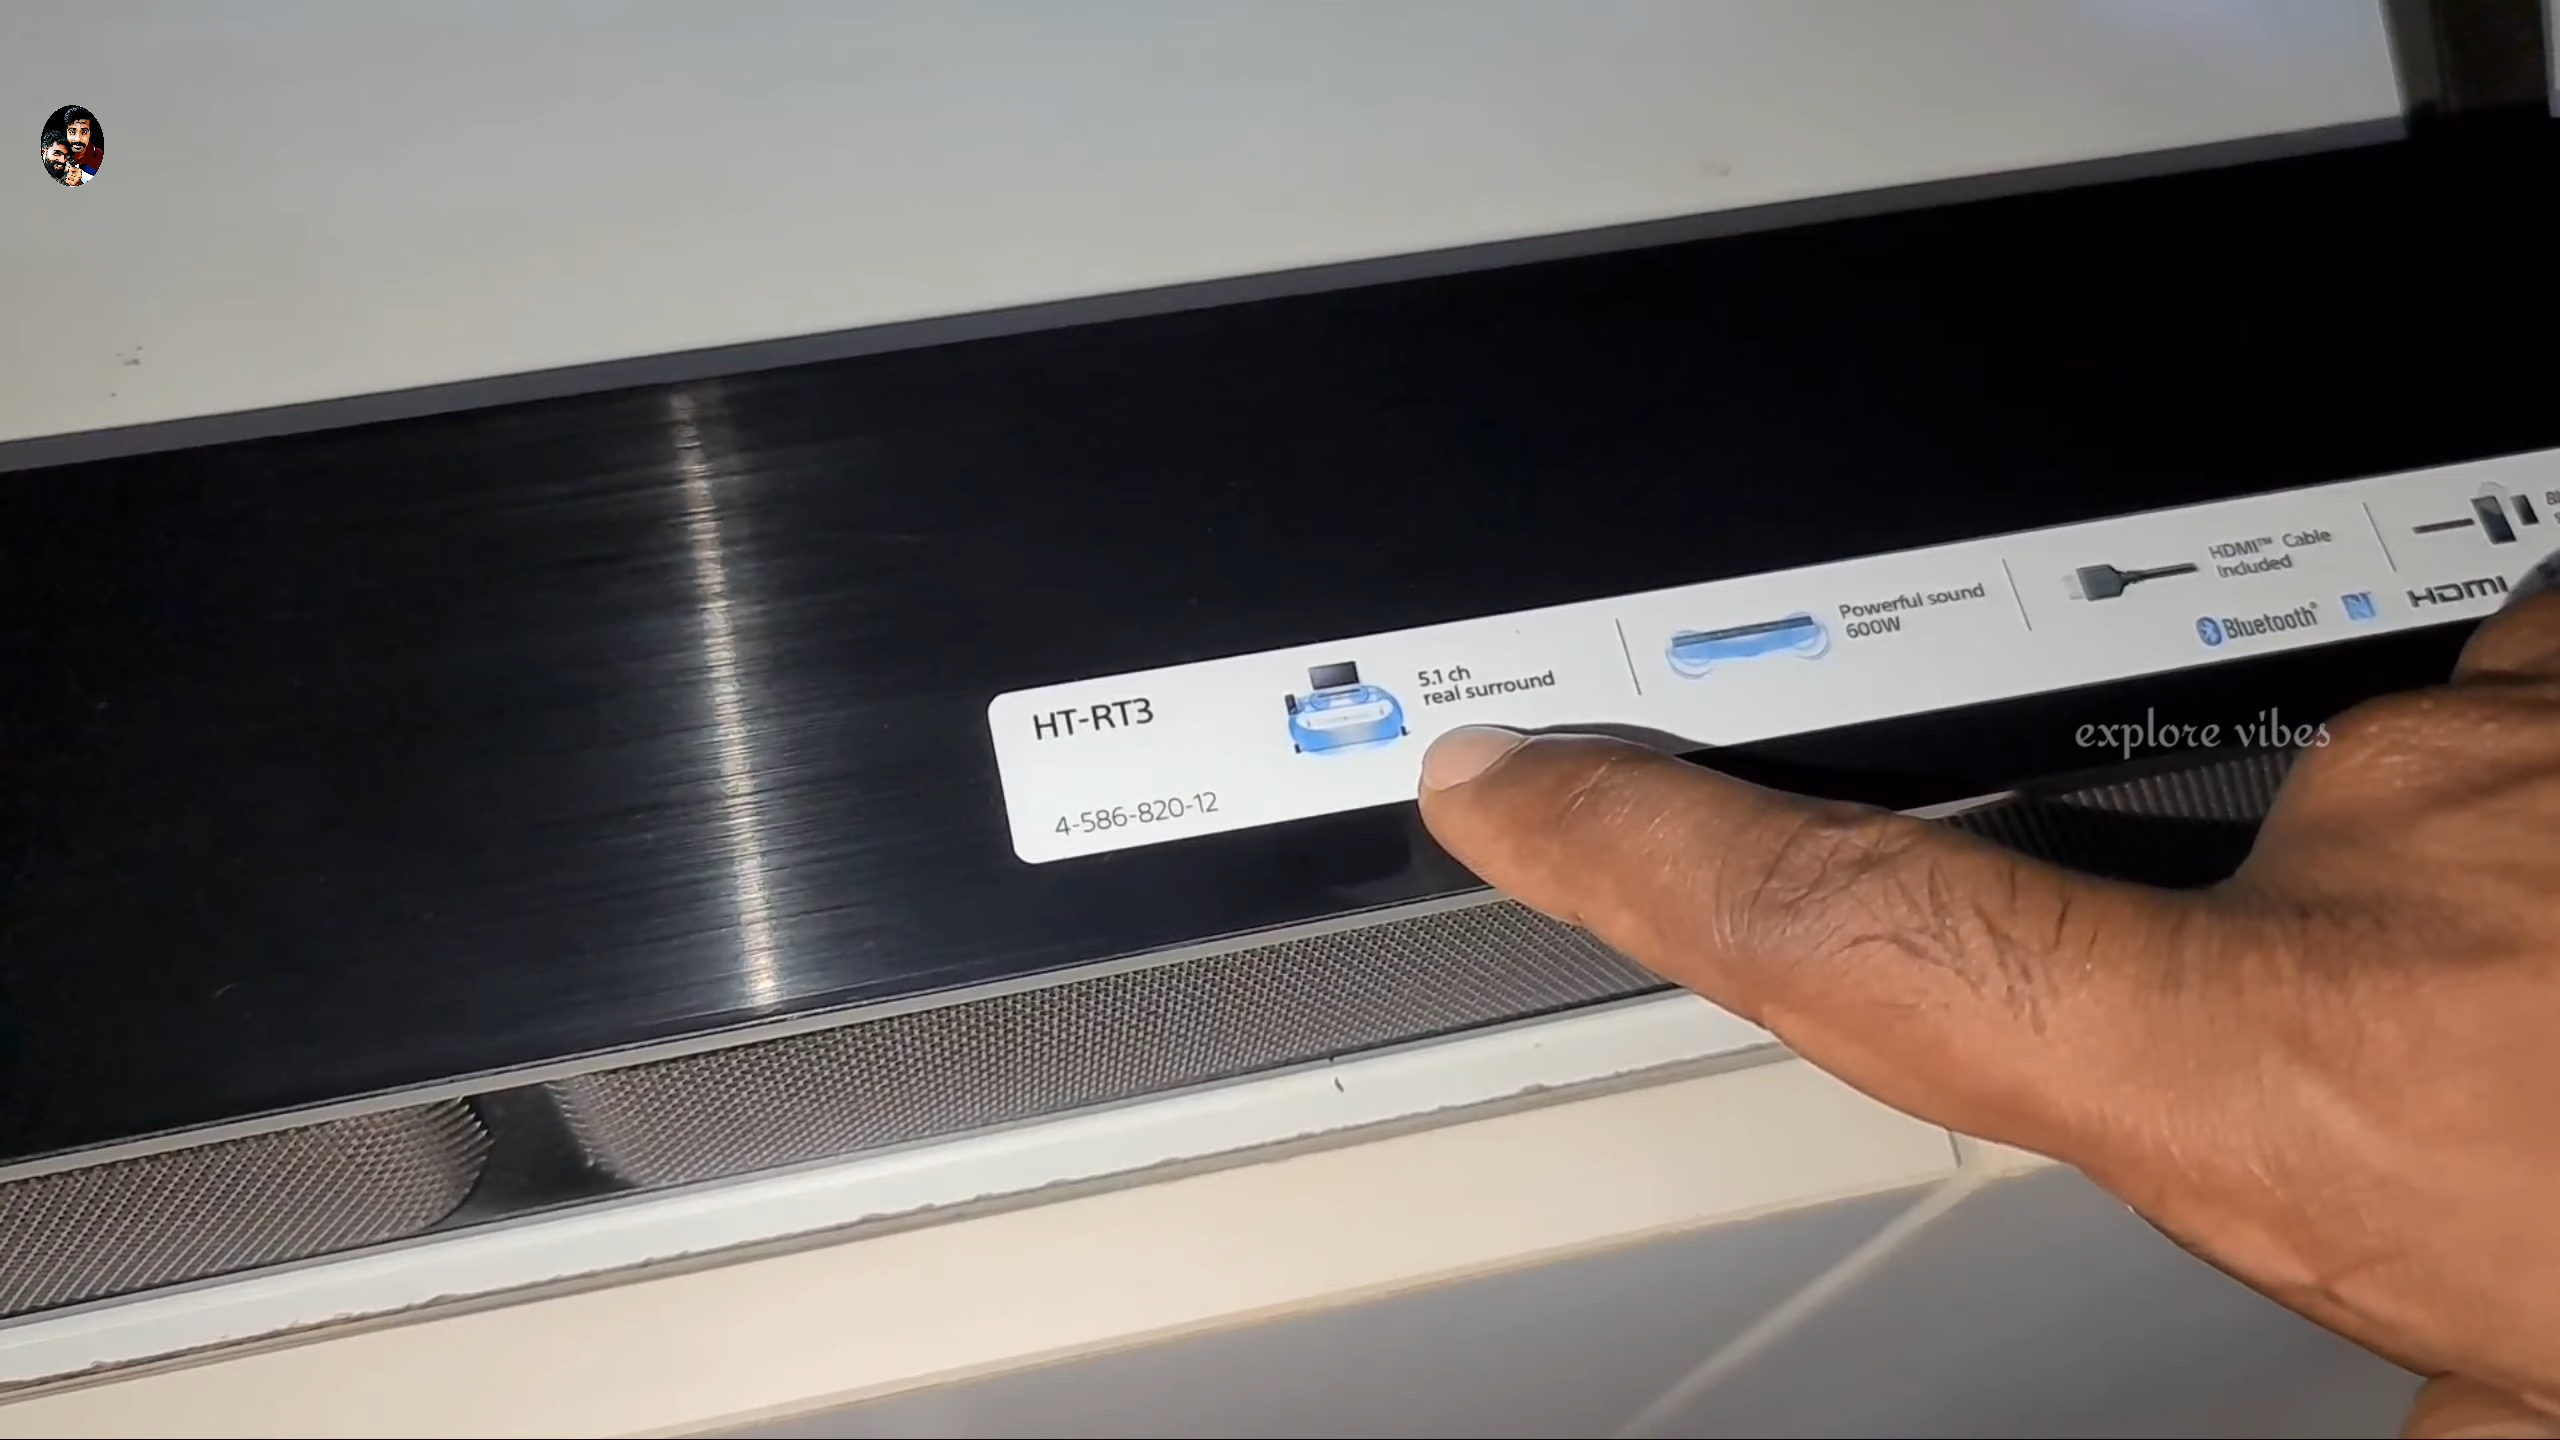 HT-RT3
4-586-820-12
5.1 ch
real surround
Powerful sound
600W
HDMI™ Cable
Included
Bluetooth®
HDMI
explore vibes